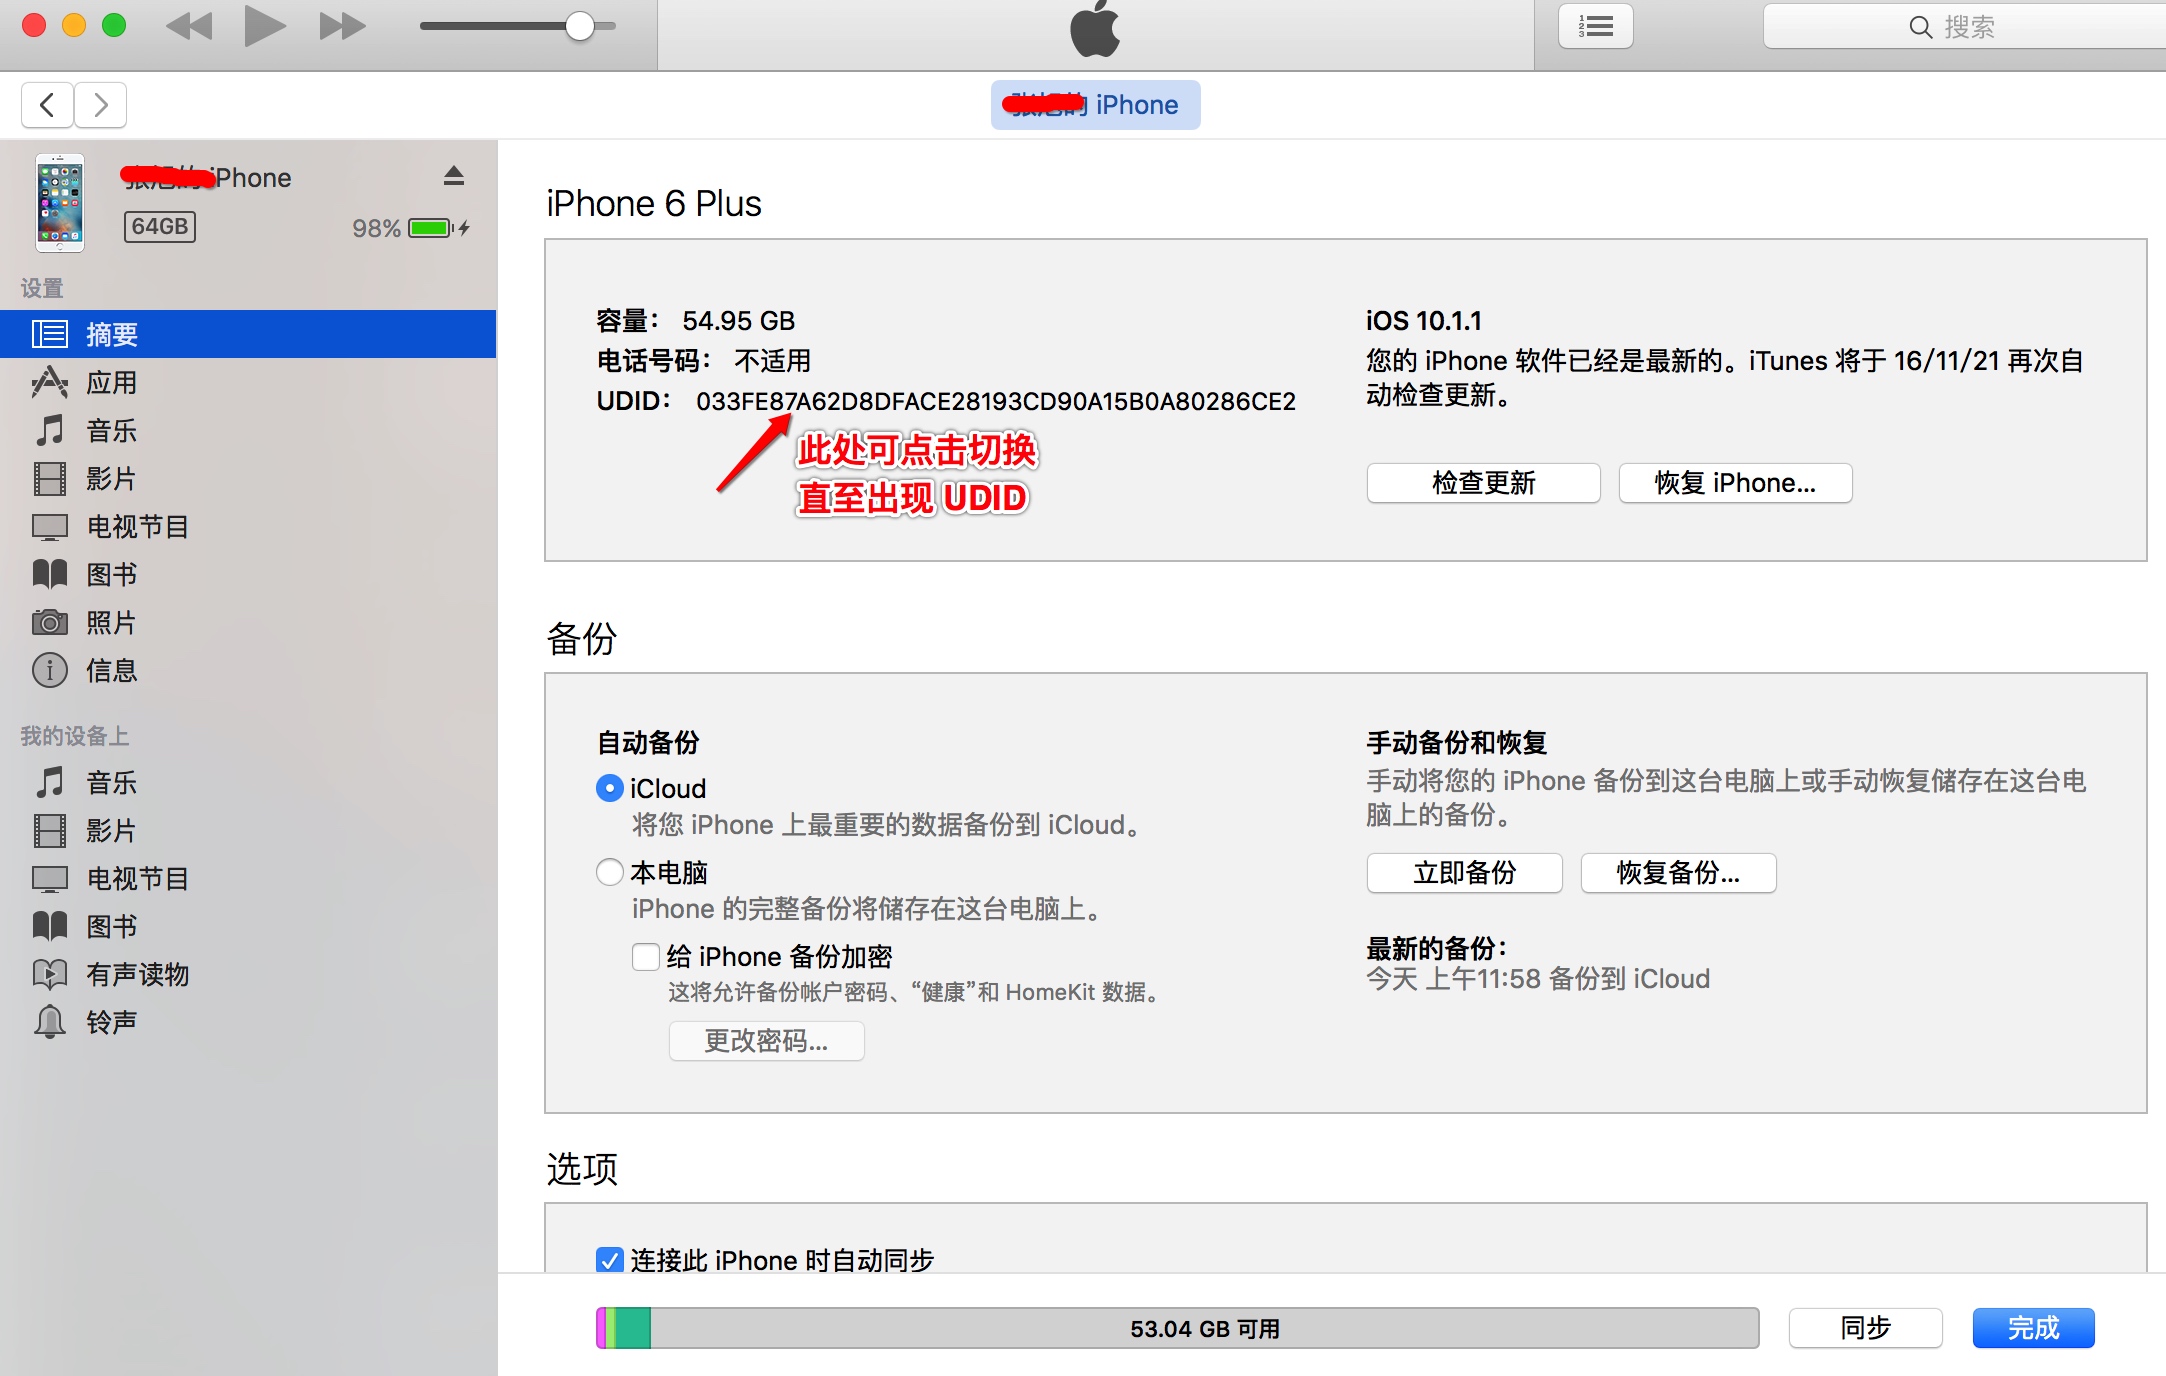 搜索
iPhone
iPhone
64GB
98%
设置
摘要
应用
音乐
影片
电视节目
图书
照片
信息
我的设备上
音乐
影片
电视节目
图书
有声读物
铃声
iPhone 6 Plus
容量： 54.95 GB
电话号码： 不适用
UDID： 033FE87A62D8DFACE28193CD90A15B0A80286CE2
此处可点击切换
直至出现 UDID
iOS 10.1.1
您的 iPhone 软件已经是最新的。iTunes 将于 16/11/21 再次自
动检查更新。
检查更新
恢复 iPhone...
备份
自动备份
iCloud
将您 iPhone 上最重要的数据备份到 iCloud。
本电脑
iPhone 的完整备份将储存在这台电脑上。
给 iPhone 备份加密
这将允许备份帐户密码、“健康”和 HomeKit 数据。
更改密码...
手动备份和恢复
手动将您的 iPhone 备份到这台电脑上或手动恢复储存在这台电
脑上的备份。
立即备份
恢复备份...
最新的备份：
今天 上午11:58 备份到 iCloud
选项
连接此 iPhone 时自动同步
53.04 GB 可用
同步
完成